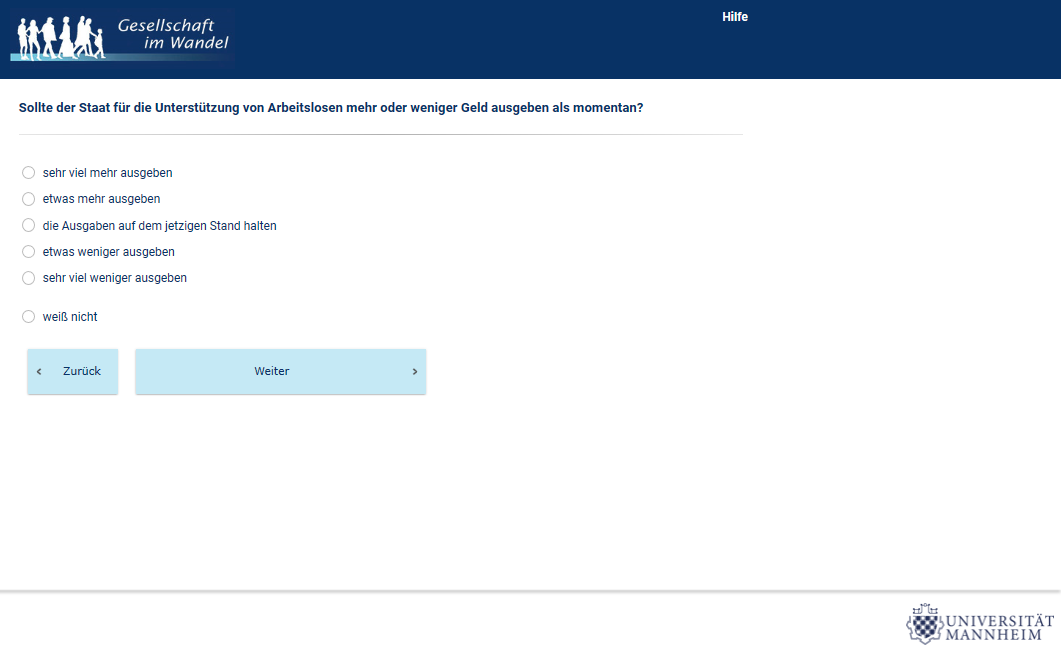 Gesellschaft
im Wandel
Hilfe
Sollte der Staat für die Unterstützung von Arbeitslosen mehr oder weniger Geld ausgeben als momentan?
sehr viel mehr ausgeben
etwas mehr ausgeben
die Ausgaben auf dem jetzigen Stand halten
etwas weniger ausgeben
sehr viel weniger ausgeben
weiß nicht
‹ Zurück
Weiter ›
UNIVERSITÄT
MANNHEIM